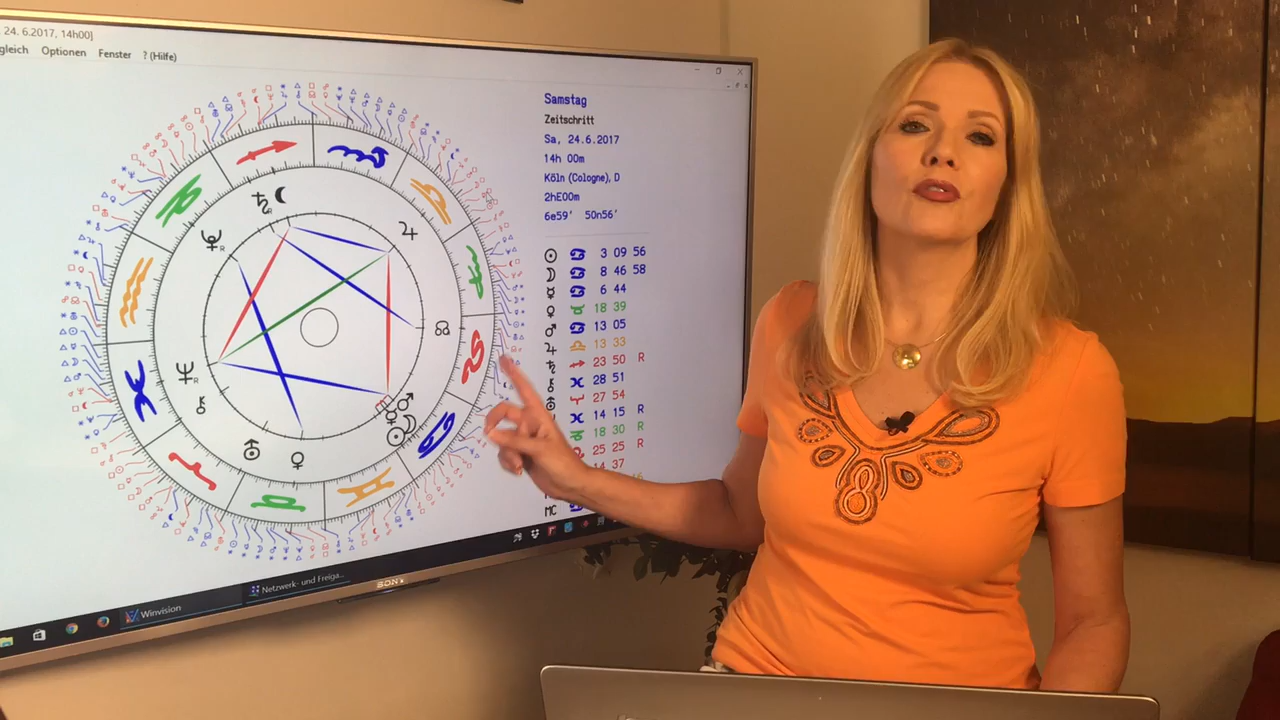 24.6.2017, 14h00]
gleich Optionen Fenster ? (Hilfe)
Samstag
Zeitschritt
Sa, 24.6.2017
14h 00m
Köln (Cologne), D
2hE00m
6e59' 50n56'
☉ ♋ 3 09 56
☽ ♋ 8 46 58
☿ ♋ 6 44
♀ ♉ 18 39
♂ ♋ 13 05
♃ ♎ 13 33
♄ ♐ 23 50 R
⚷ ♓ 28 51
⛢ ♈ 27 54
♓ 14 15 R
♑ 18 30 R
♌ 25 25 R
14 37
MC
R
R
R
SONY
Winvision
Netzwerk- und Freiga...